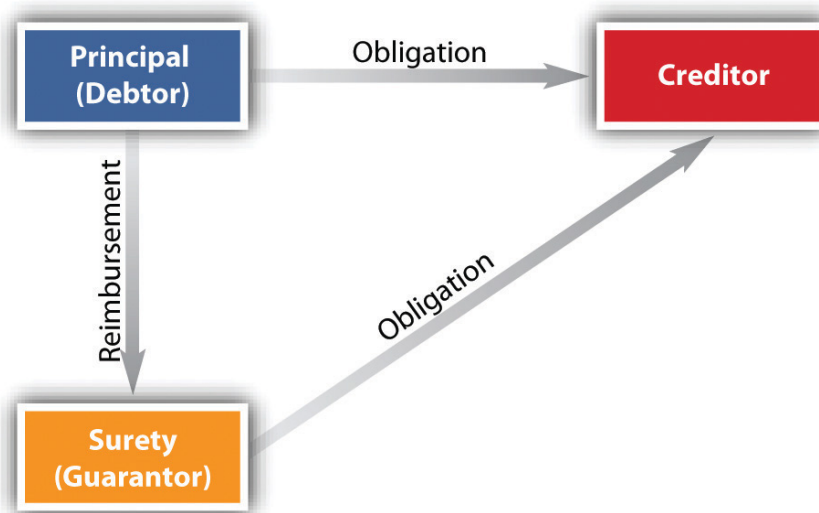 Principal
(Debtor)
Obligation
Creditor
Reimbursement
Obligation
Surety
(Guarantor)